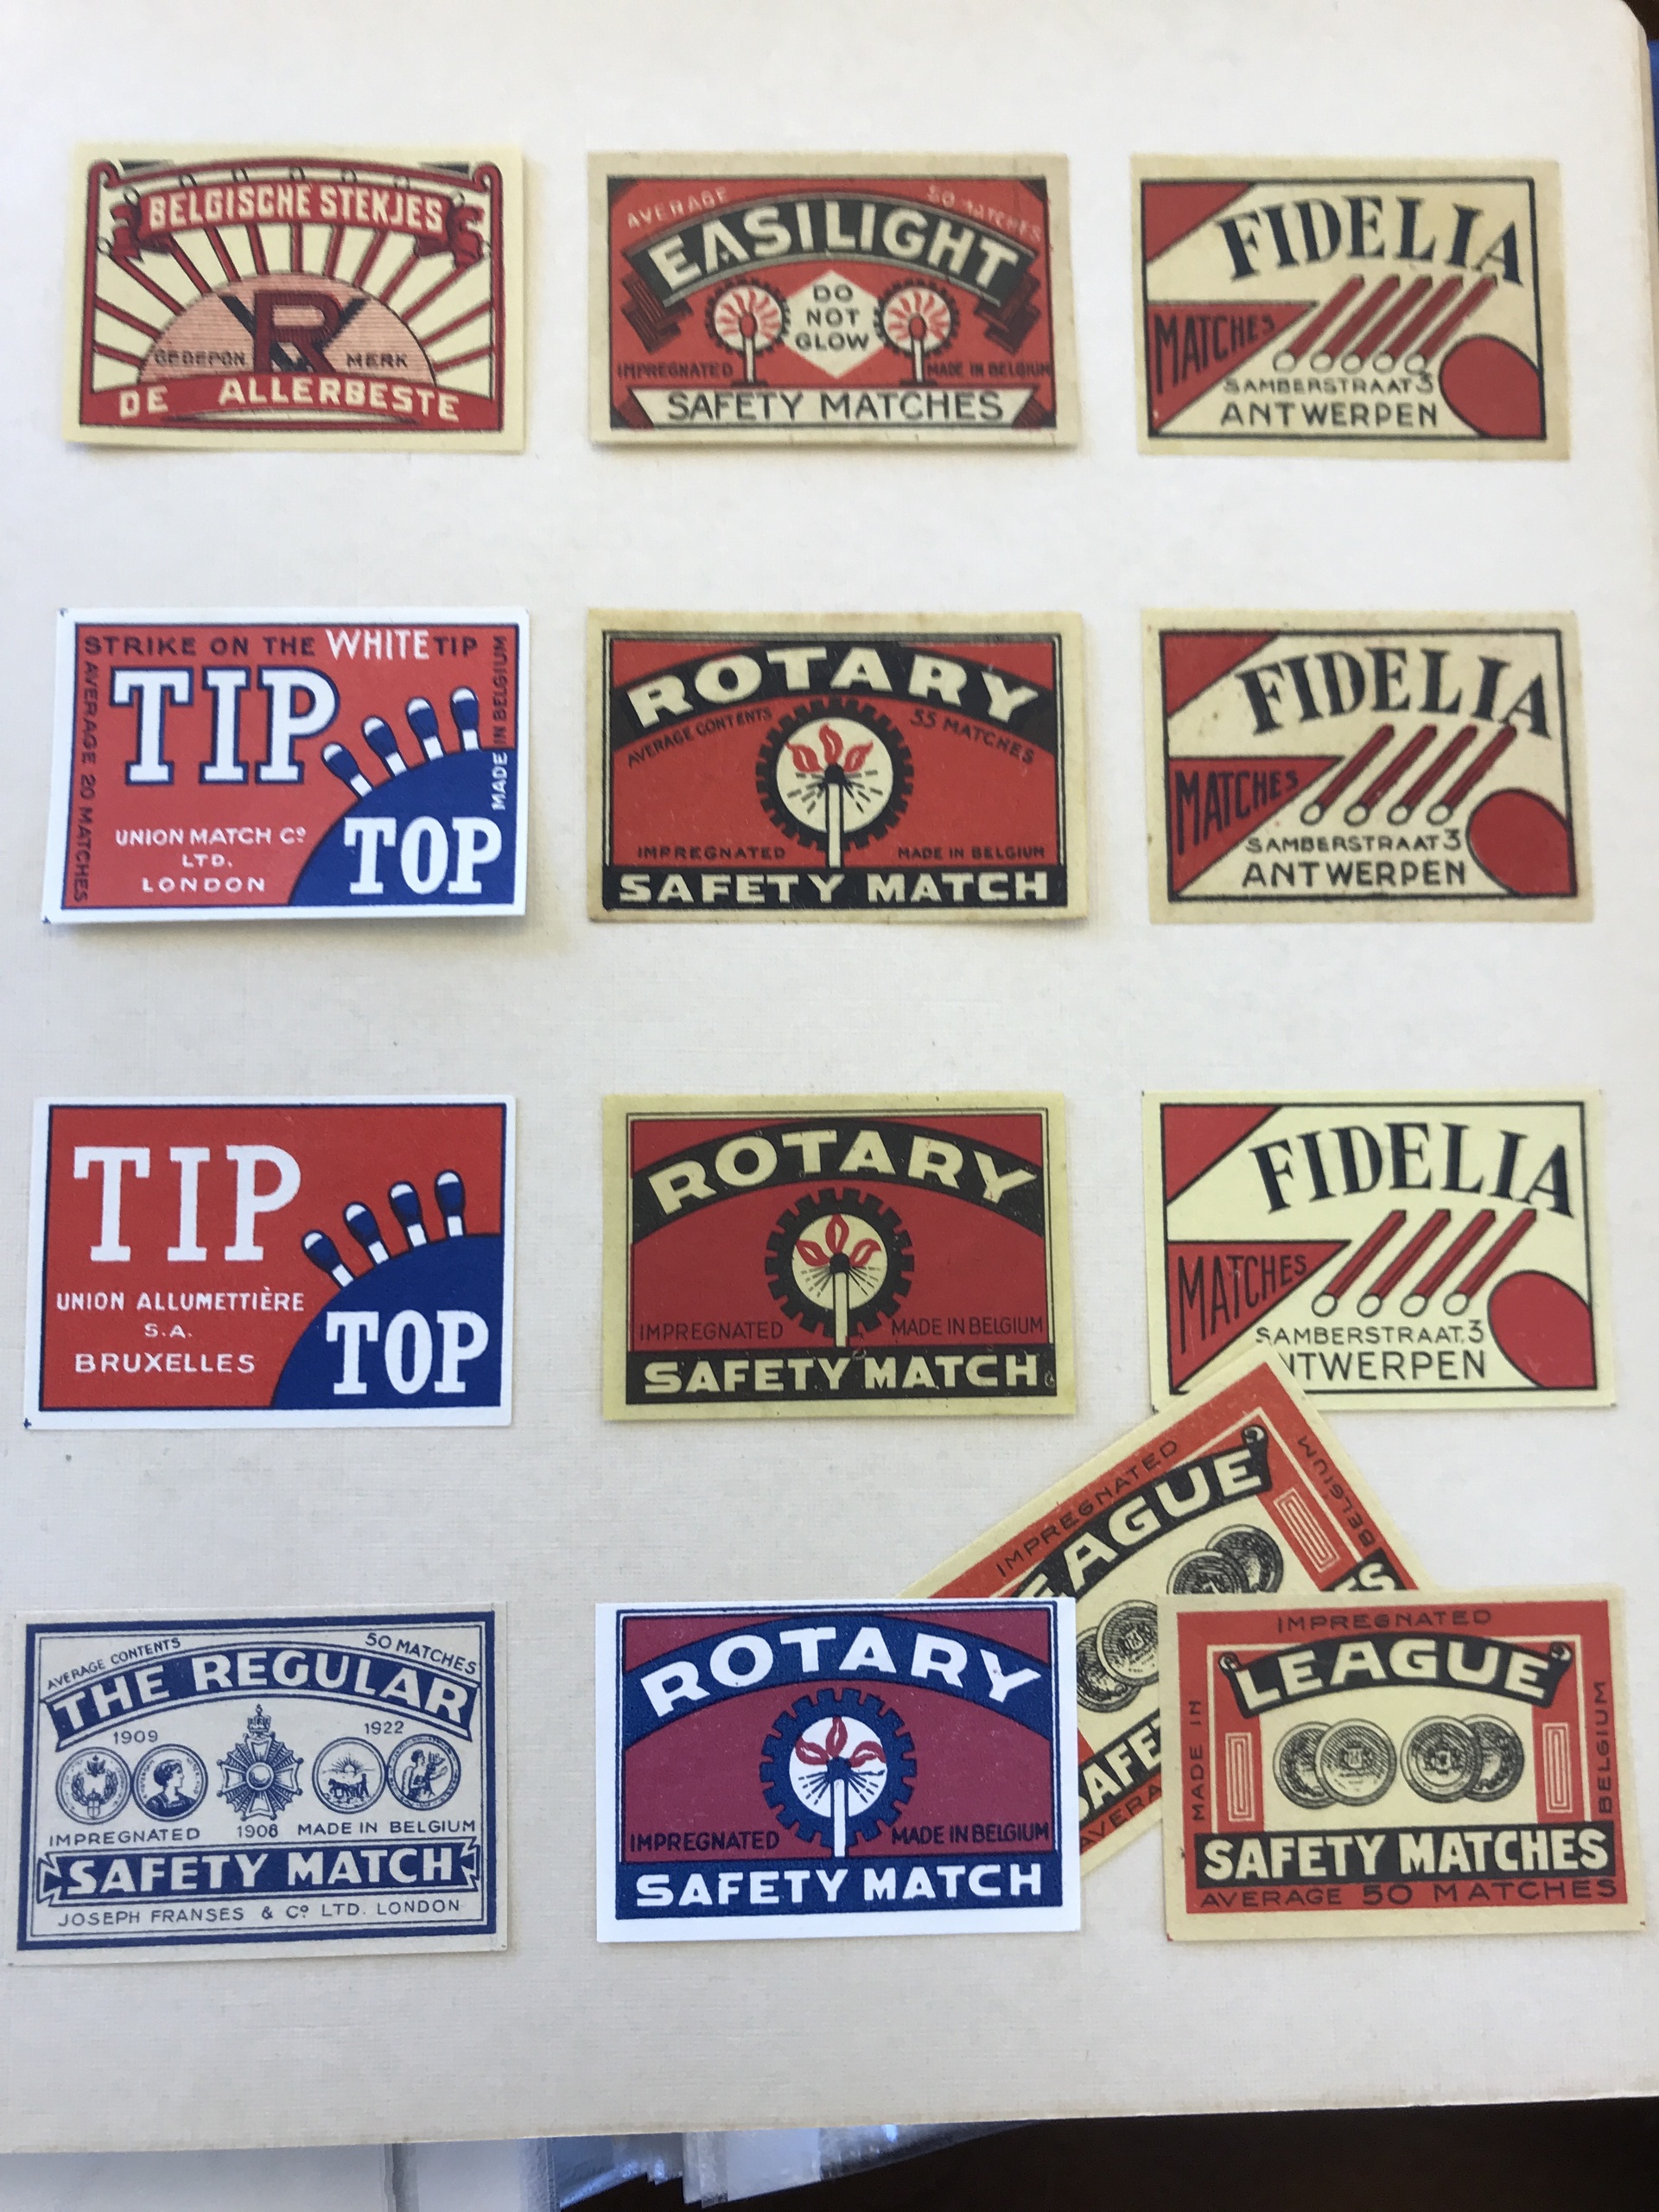 BELGISCHE STEKJES
GEDEPON. MERK
DE ALLERBESTE
AVERAGE 50 MATCHES
EASILIGHT
DO
NOT
GLOW
IMPREGNATED MADE IN BELGIUM
SAFETY MATCHES
FIDELIA
MATCHES
SAMBERSTRAAT 3
ANTWERPEN
STRIKE ON THE WHITE TIP
AVERAGE 20 MATCHES
MADE IN BELGIUM
TIP
TOP
UNION MATCH Cº
LTD.
LONDON
ROTARY
AVERAGE CONTENTS 55 MATCHES
IMPREGNATED MADE IN BELGIUM
SAFETY MATCH
FIDELIA
MATCHES
SAMBERSTRAAT 3
ANTWERPEN
TIP
TOP
UNION ALLUMETTIÈRE
S.A.
BRUXELLES
ROTARY
IMPREGNATED MADE IN BELGIUM
SAFETY MATCH
FIDELIA
MATCHES
SAMBERSTRAAT.3
NTWERPEN
IMPREGNATED
EAGUE
BELGIUM
ES
SAFE
AVERA
AVERAGE CONTENTS 50 MATCHES
THE REGULAR
1909 1922
IMPREGNATED 1908 MADE IN BELGIUM
SAFETY MATCH
JOSEPH FRANSES & Cº LTD. LONDON
ROTARY
IMPREGNATED MADE IN BELGIUM
SAFETY MATCH
IMPREGNATED
LEAGUE
MADE IN
BELGIUM
SAFETY MATCHES
AVERAGE 50 MATCHES